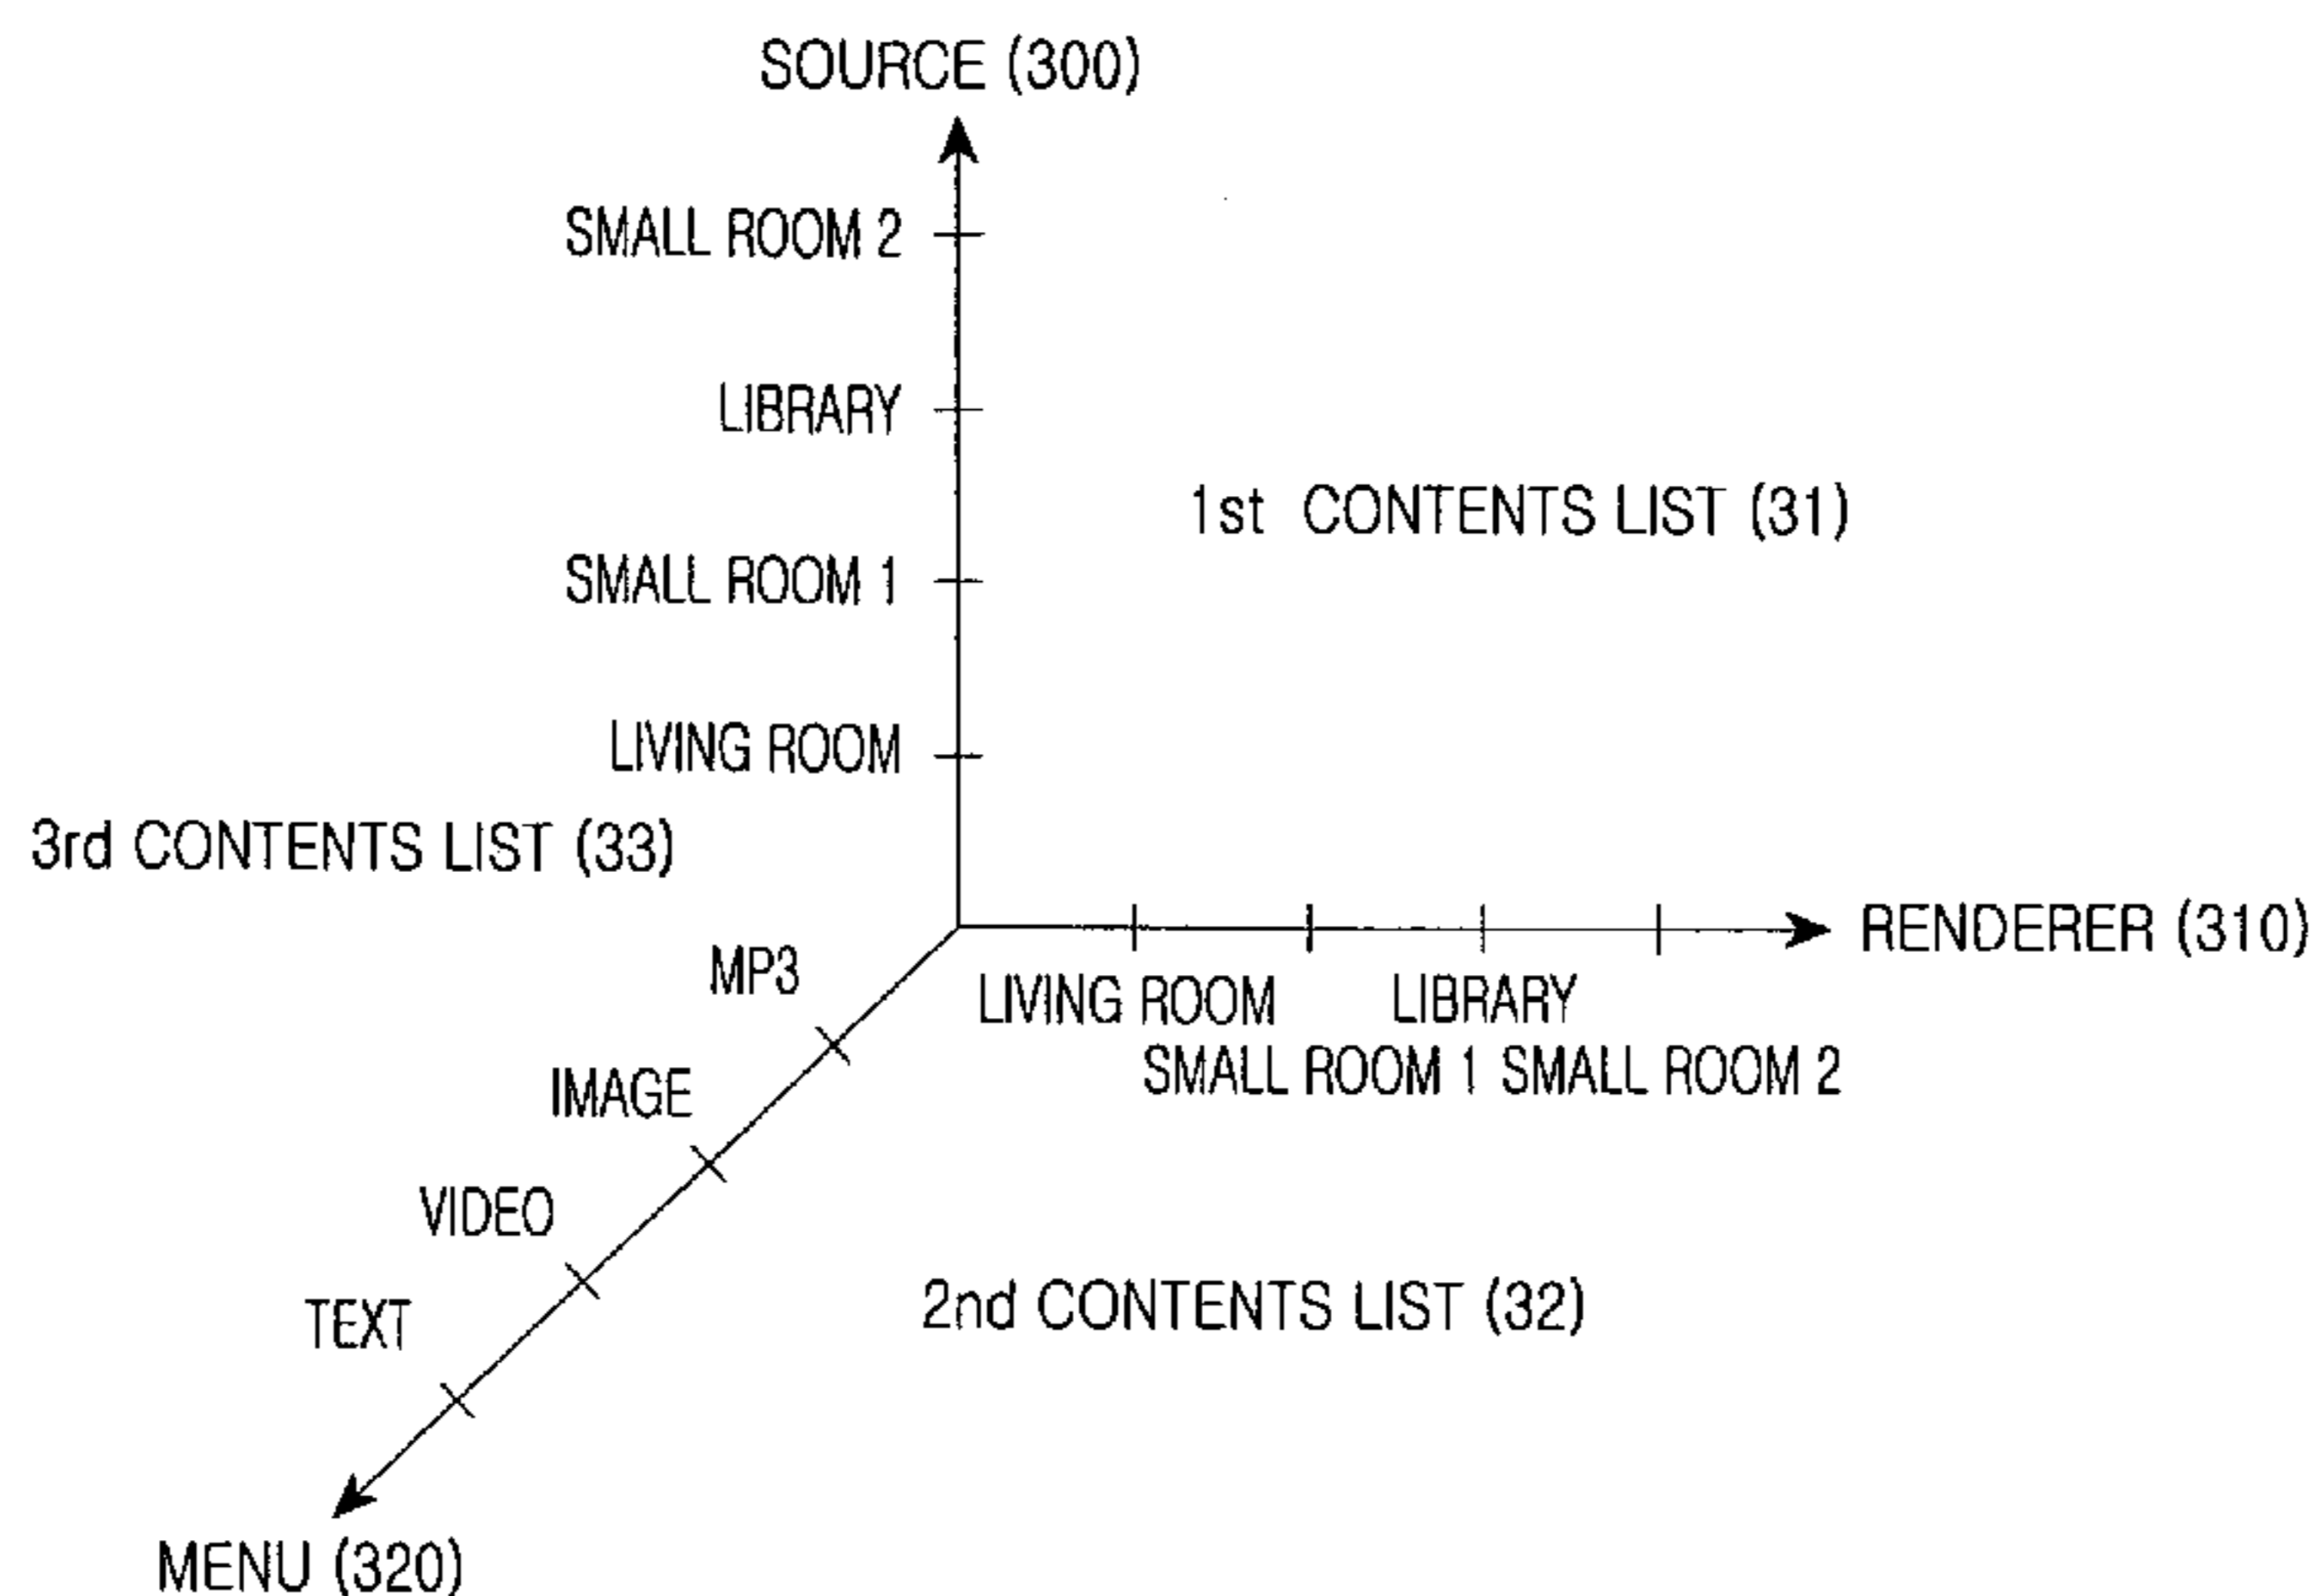 SOURCE (300)
SMALL ROOM 2
LIBRARY
1st CONTENTS LIST (31)
SMALL ROOM 1
LIVING ROOM
3rd CONTENTS LIST (33)
RENDERER (310)
MP3
LIVING ROOM
LIBRARY
SMALL ROOM 1
SMALL ROOM 2
IMAGE
VIDEO
2nd CONTENTS LIST (32)
TEXT
MENU (320)